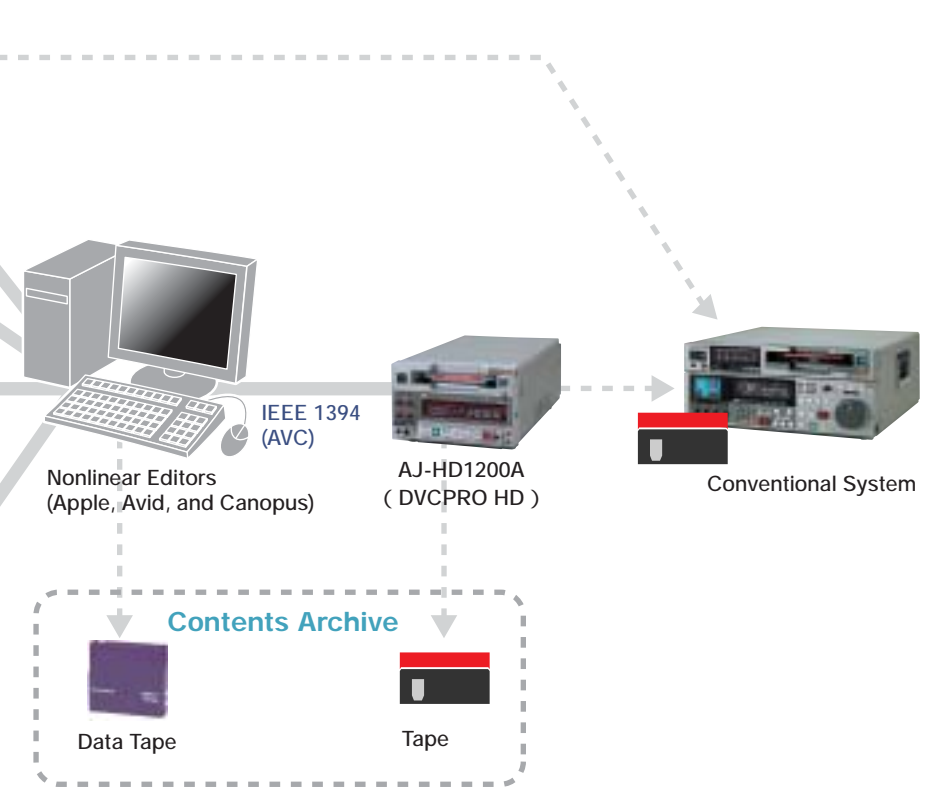 IEEE 1394
(AVC)
Nonlinear Editors
(Apple, Avid, and Canopus)
AJ-HD1200A
( DVCPRO HD )
Conventional System
Contents Archive
Data Tape
Tape